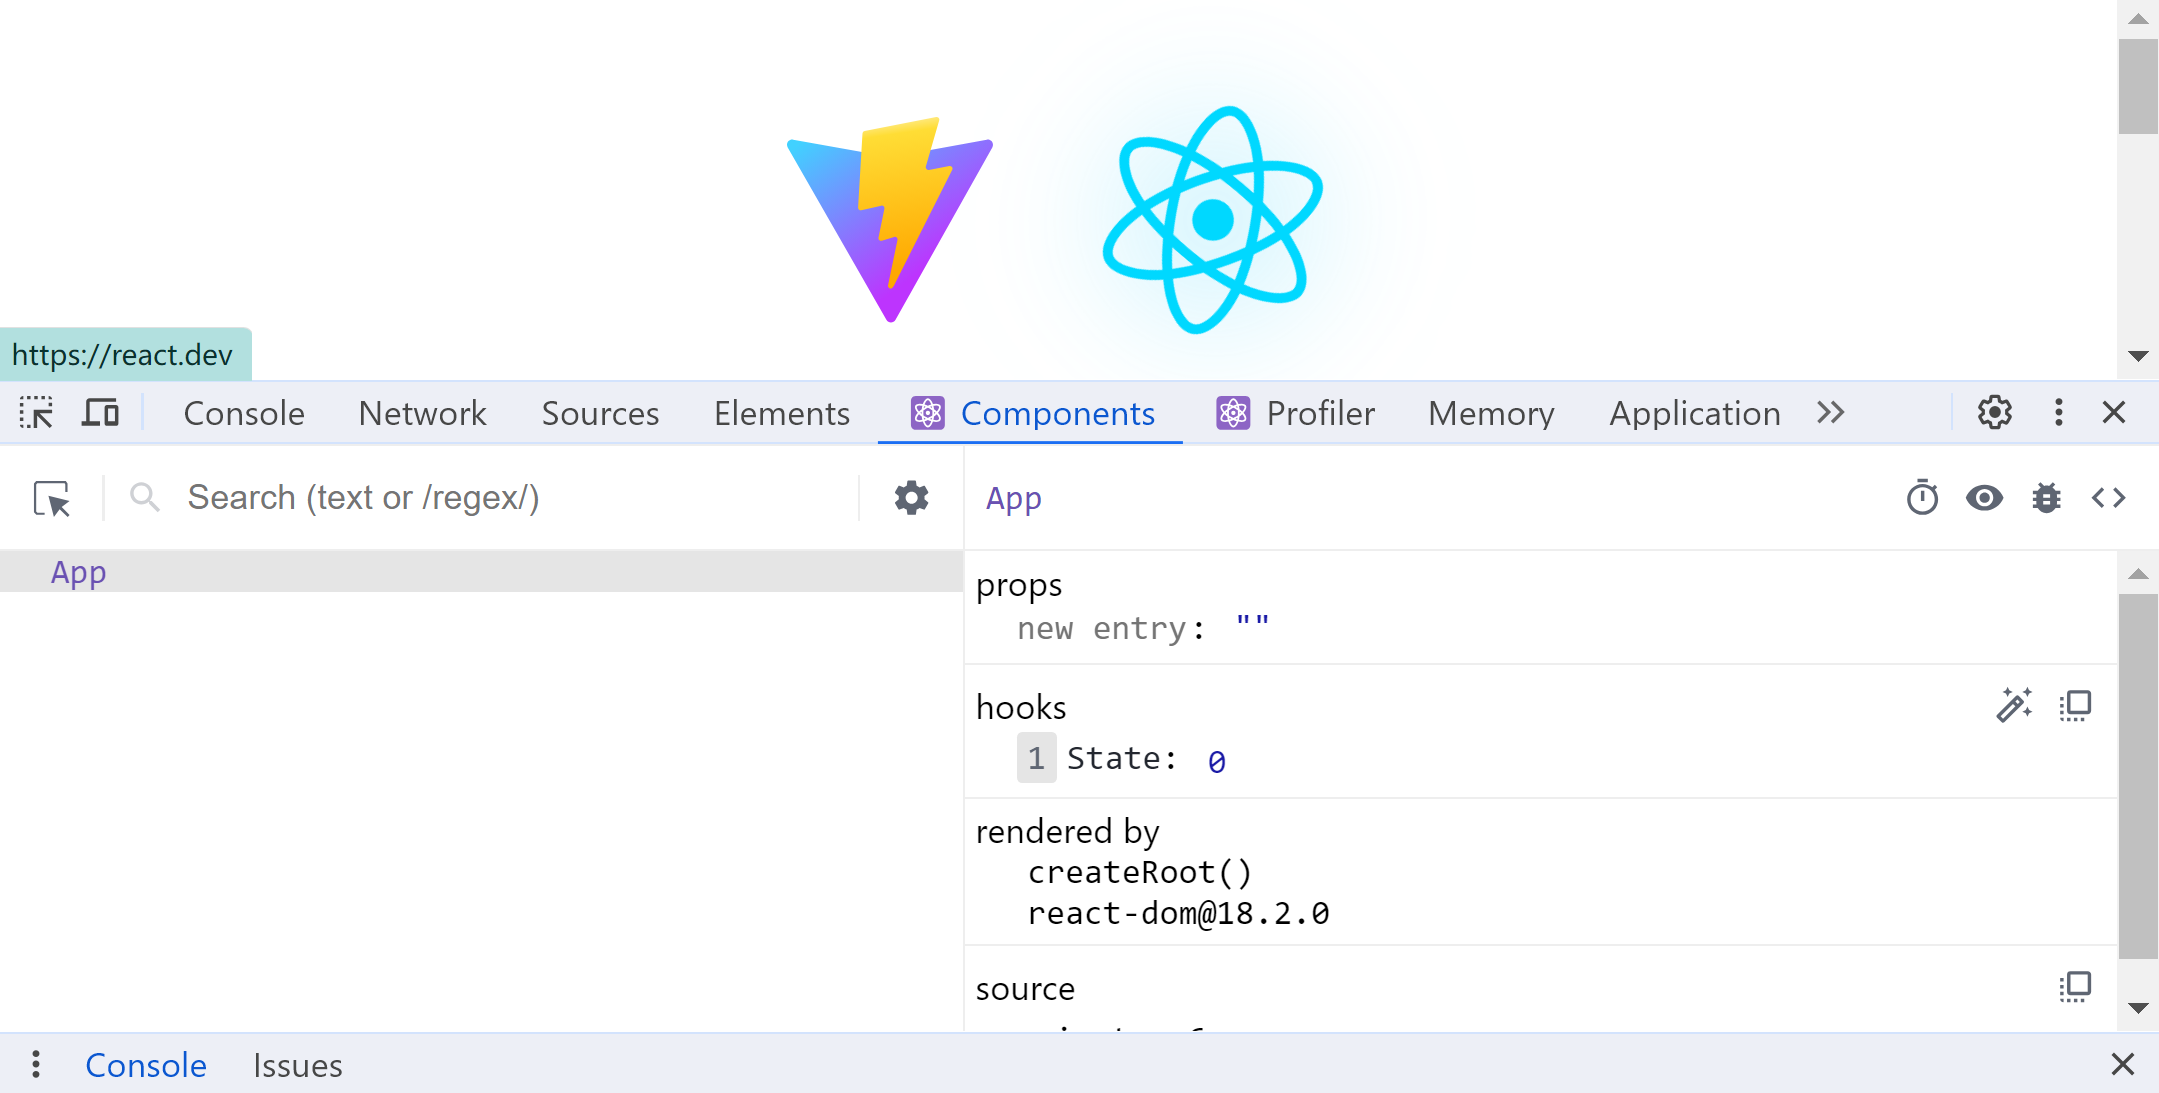 https://react.dev
Console Network Sources Elements Components Profiler Memory Application
Search (text or /regex/)
App
App
props
new entry: ""
hooks
1 State: 0
rendered by
createRoot()
react-dom@18.2.0
source
Console Issues